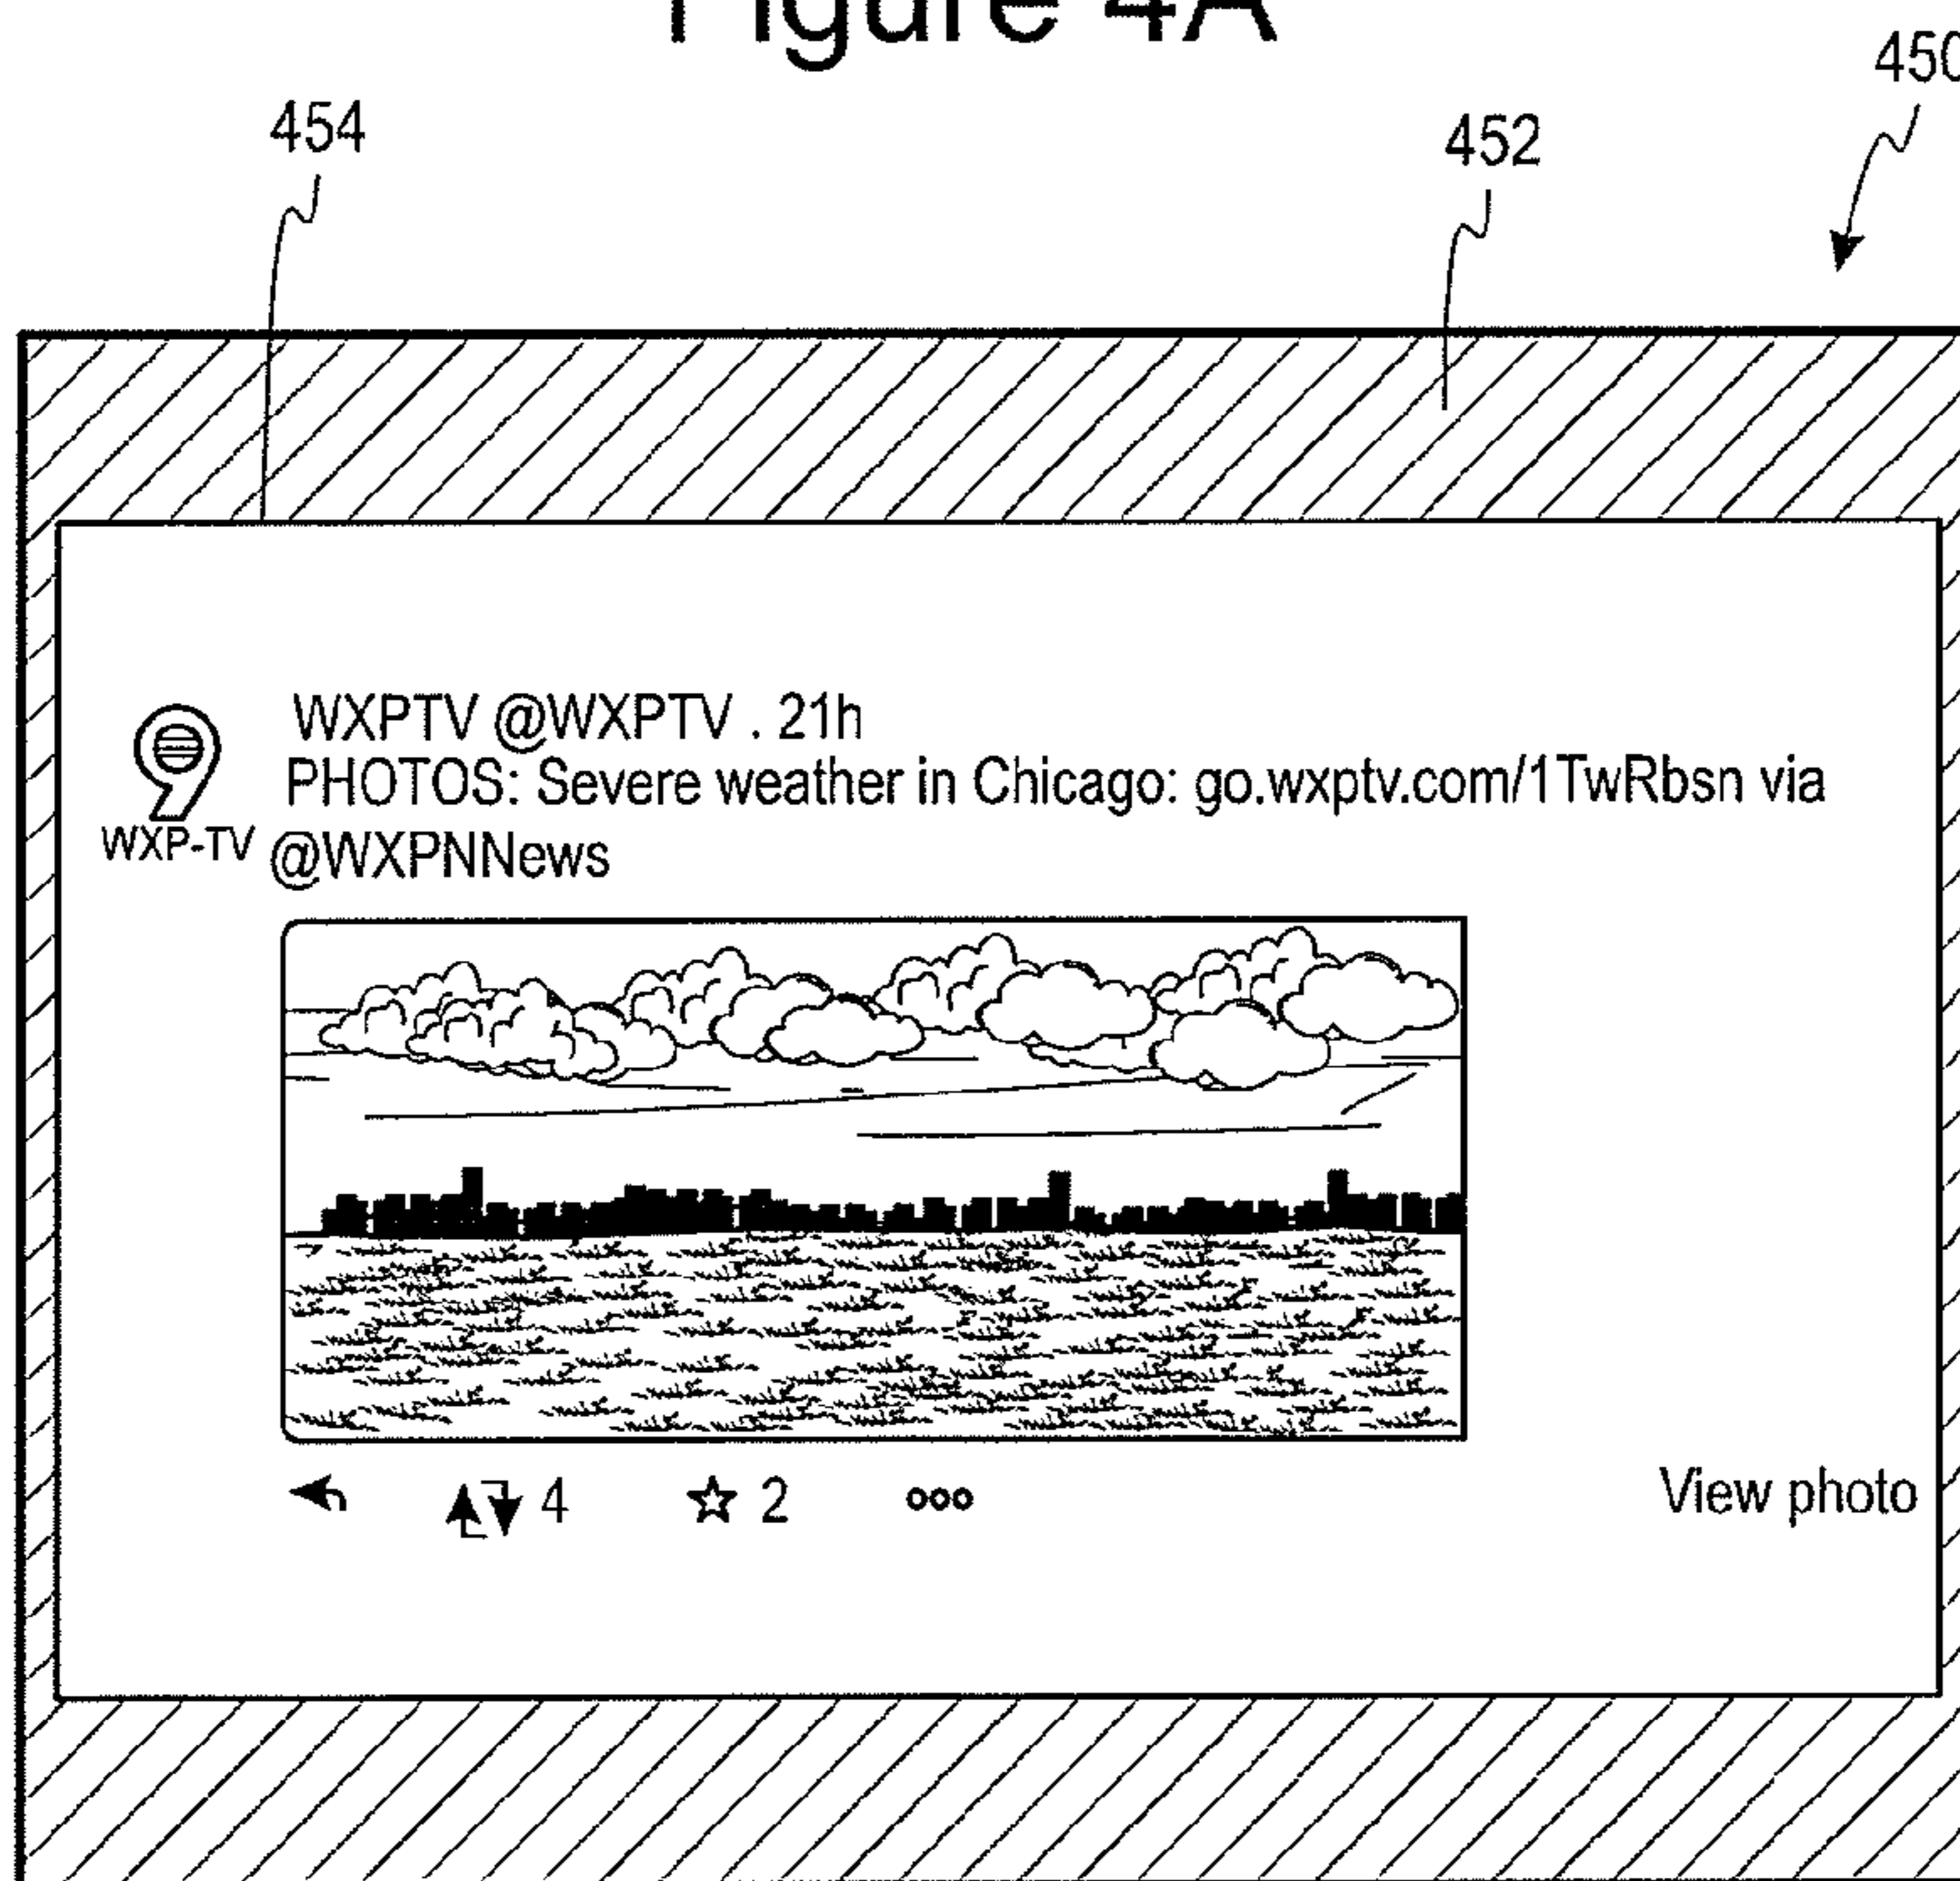 Figure 4A
450
454
452
WXPTV @WXPTV . 21h
PHOTOS: Severe weather in Chicago: go.wxptv.com/1TwRbsn via
WXP-TV @WXPNNews
4
2
View photo